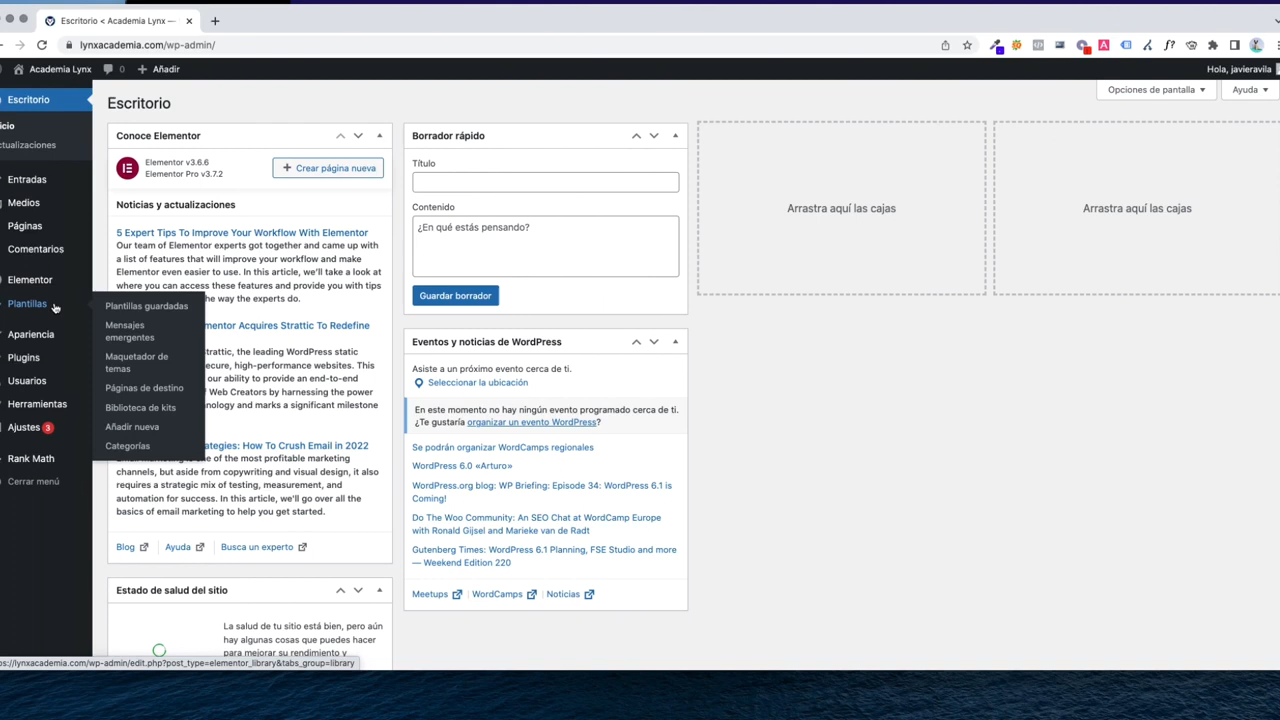 Escritorio < Academia Lynx —
lynxacademia.com/wp-admin/
Academia Lynx 0 + Añadir Hola, javieravila
Escritorio
icio
ctualizaciones
Entradas
Medios
Páginas
Comentarios
Elementor
Plantillas
Apariencia
Plugins
Usuarios
Herramientas
Ajustes 3
Rank Math
Cerrar menú
Plantillas guardadas
Mensajes
emergentes
Maquetador de
temas
Páginas de destino
Biblioteca de kits
Añadir nueva
Categorías
Opciones de pantalla Ayuda
Escritorio
Conoce Elementor
Elementor v3.6.6
Elementor Pro v3.7.2
+ Crear página nueva
Noticias y actualizaciones
5 Expert Tips To Improve Your Workflow With Elementor
Our team of Elementor experts got together and came up with
a list of features that will improve your workflow and make
Elementor even easier to use. In this article, we'll take a look at
where you can access these features and provide you with tips
the way the experts do.
mentor Acquires Strattic To Redefine
Strattic, the leading WordPress static
ecure, high-performance websites. This
our ability to provide an end-to-end
f Web Creators by harnessing the power
nology and marks a significant milestone
ategies: How To Crush Email in 2022
is one of the most profitable marketing
channels, but aside from copywriting and visual design, it also
requires a strategic mix of testing, measurement, and
automation for success. In this article, we'll go over all the
basics of email marketing to help you get started.
Blog Ayuda Busca un experto
Estado de salud del sitio
La salud de tu sitio está bien, pero aún
hay algunas cosas que puedes hacer
para mejorar su rendimiento y
Borrador rápido
Título
Contenido
¿En qué estás pensando?
Guardar borrador
Eventos y noticias de WordPress
Asiste a un próximo evento cerca de ti.
Seleccionar la ubicación
En este momento no hay ningún evento programado cerca de ti.
¿Te gustaría organizar un evento WordPress?
Se podrán organizar WordCamps regionales
WordPress 6.0 «Arturo»
WordPress.org blog: WP Briefing: Episode 34: WordPress 6.1 is
Coming!
Do The Woo Community: An SEO Chat at WordCamp Europe
with Ronald Gijsel and Marieke van de Radt
Gutenberg Times: WordPress 6.1 Planning, FSE Studio and more
— Weekend Edition 220
Meetups WordCamps Noticias
Arrastra aquí las cajas
Arrastra aquí las cajas
ps://lynxacademia.com/wp-admin/edit.php?post_type=elementor_library&tabs_group=library